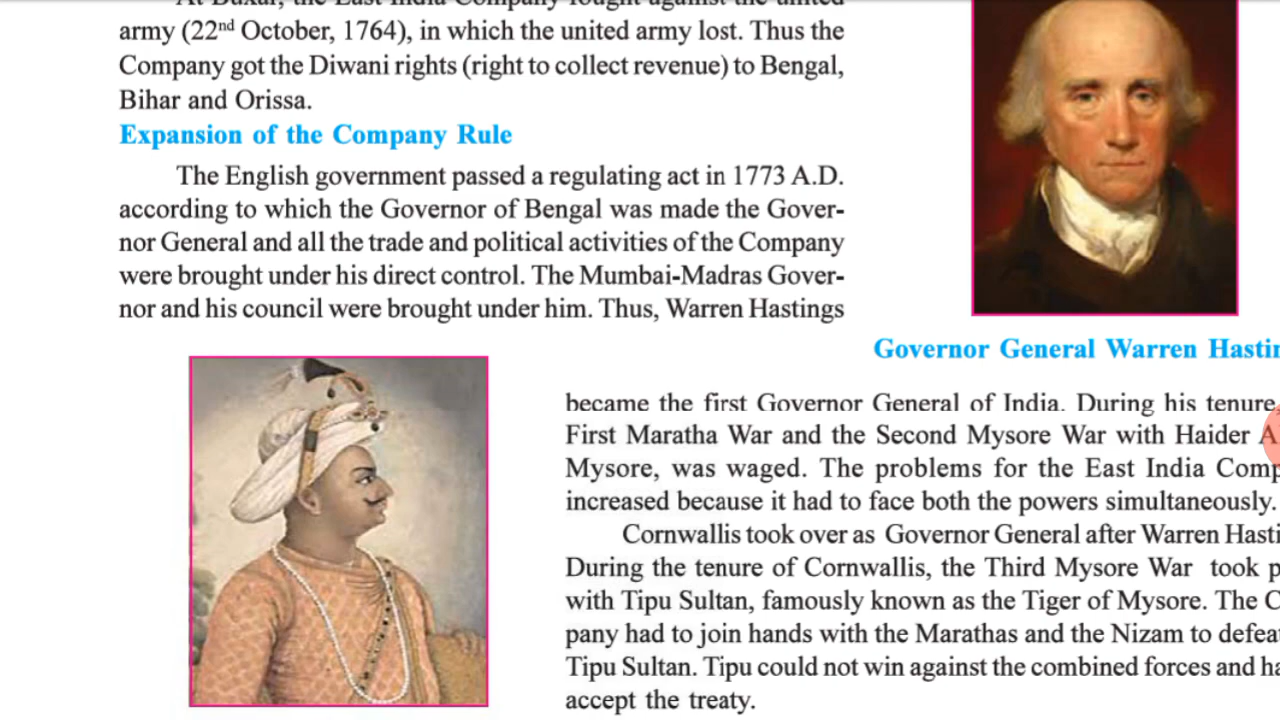 army (22nd October, 1764), in which the united army lost. Thus the
Company got the Diwani rights (right to collect revenue) to Bengal,
Bihar and Orissa.
Expansion of the Company Rule
The English government passed a regulating act in 1773 A.D.
according to which the Governor of Bengal was made the Gover-
nor General and all the trade and political activities of the Company
were brought under his direct control. The Mumbai-Madras Gover-
nor and his council were brought under him. Thus, Warren Hastings
Governor General Warren
became the first Governor General of India. During his tenure,
First Maratha War and the Second Mysore War with Haider
Mysore, was waged. The problems for the East India
increased because it had to face both the powers simultaneously.
Cornwallis took over as Governor General after Warren
During the tenure of Cornwallis, the Third Mysore War took
with Tipu Sultan, famously known as the Tiger of Mysore. The
pany had to join hands with the Marathas and the Nizam to
Tipu Sultan. Tipu could not win against the combined forces and
accept the treaty.